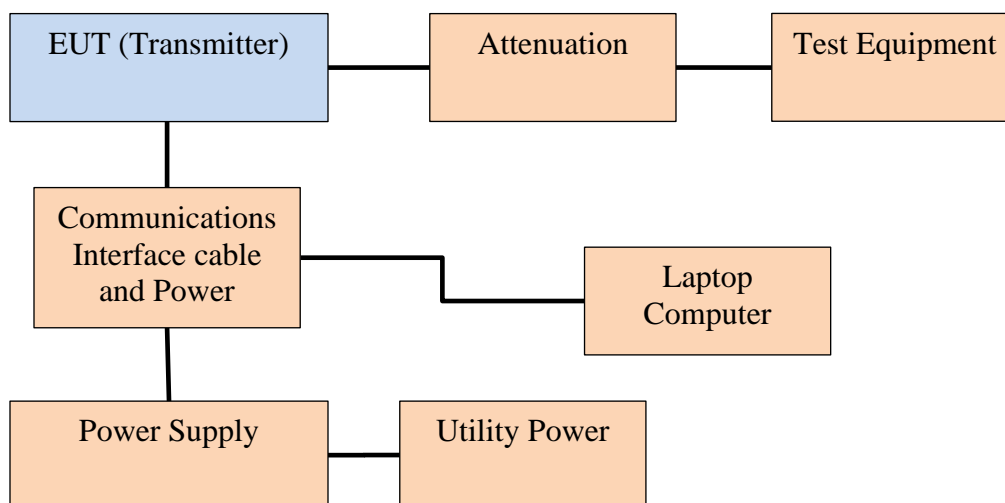 EUT (Transmitter)
Attenuation
Test Equipment
Communications
Interface cable
and Power
Laptop
Computer
Power Supply
Utility Power